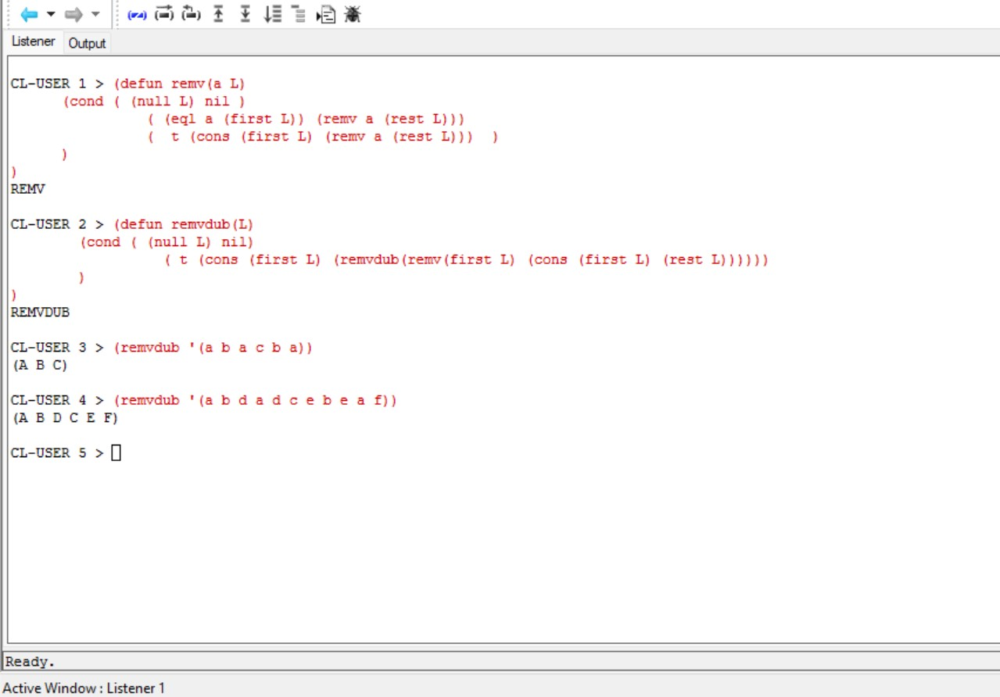 Listener Output
CL-USER 1 > (defun remv(a L)
(cond ( (null L) nil )
( (eql a (first L)) (remv a (rest L)))
(  t (cons (first L) (remv a (rest L)))  )
)
)
REMV
CL-USER 2 > (defun remvdub(L)
(cond ( (null L) nil)
( t (cons (first L) (remvdub(remv(first L) (cons (first L) (rest L))))))
)
)
REMVDUB
CL-USER 3 > (remvdub '(a b a c b a))
(A B C)
CL-USER 4 > (remvdub '(a b d a d c e b e a f))
(A B D C E F)
CL-USER 5 >
Ready.
Active Window : Listener 1